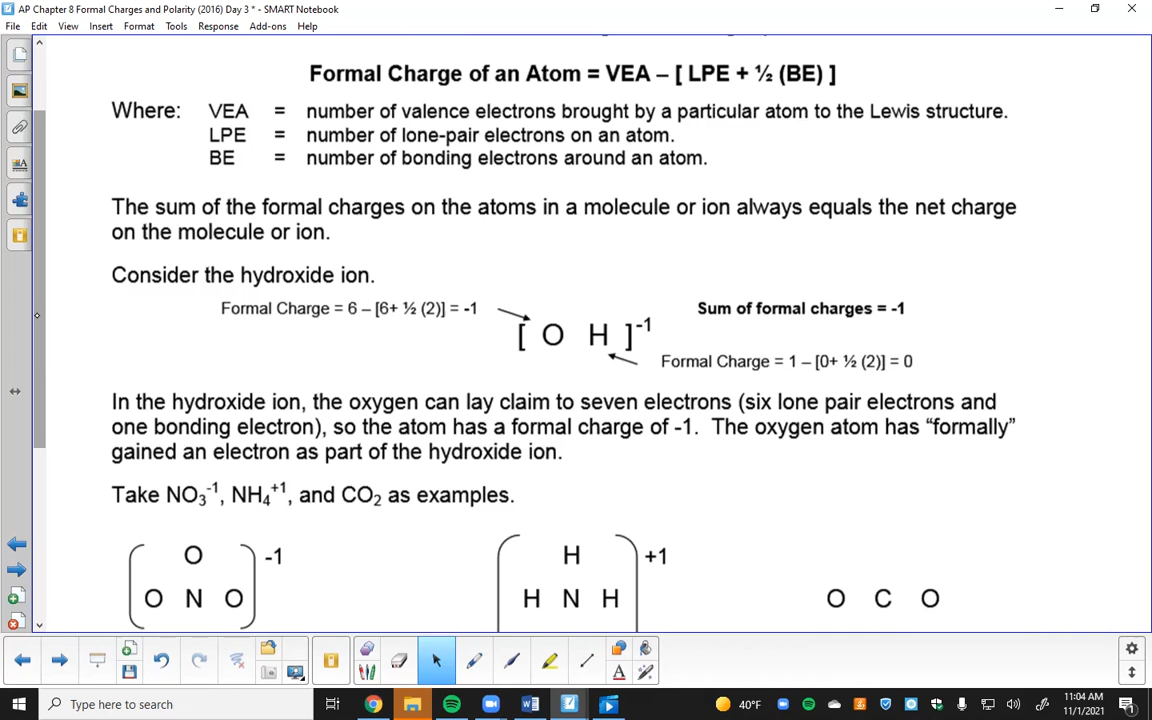 AP Chapter 8 Formal Charges and Polarity (2016) Day 3 * - SMART Notebook
File Edit View Insert Format Tools Response Add-ons Help
Formal Charge of an Atom = VEA – [ LPE + ½ (BE) ]
Where: VEA = number of valence electrons brought by a particular atom to the Lewis structure.
LPE = number of lone-pair electrons on an atom.
BE = number of bonding electrons around an atom.
The sum of the formal charges on the atoms in a molecule or ion always equals the net charge
on the molecule or ion.
Consider the hydroxide ion.
Formal Charge = 6 – [6+ ½ (2)] = -1
Sum of formal charges = -1
[ O H ]⁻¹
Formal Charge = 1 – [0+ ½ (2)] = 0
In the hydroxide ion, the oxygen can lay claim to seven electrons (six lone pair electrons and
one bonding electron), so the atom has a formal charge of -1. The oxygen atom has “formally”
gained an electron as part of the hydroxide ion.
Take NO₃⁻¹, NH₄⁺¹, and CO₂ as examples.
O -1 H +1
O N O H N H O C O
Type here to search
40°F
11:04 AM
11/1/2021
1